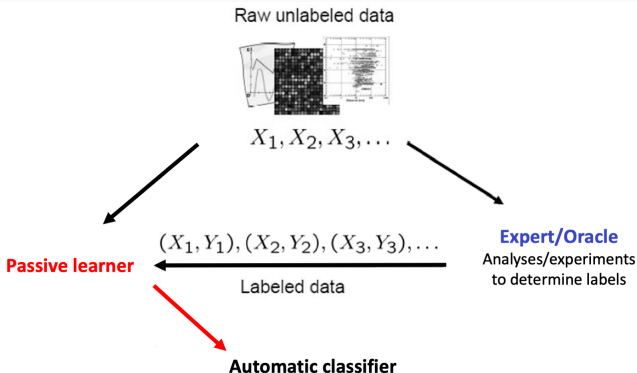 Raw unlabeled data
X₁, X₂, X₃, . . .
(X₁, Y₁), (X₂, Y₂), (X₃, Y₃), . . .
Expert/Oracle
Analyses/experiments
to determine labels
Passive learner
Labeled data
Automatic classifier